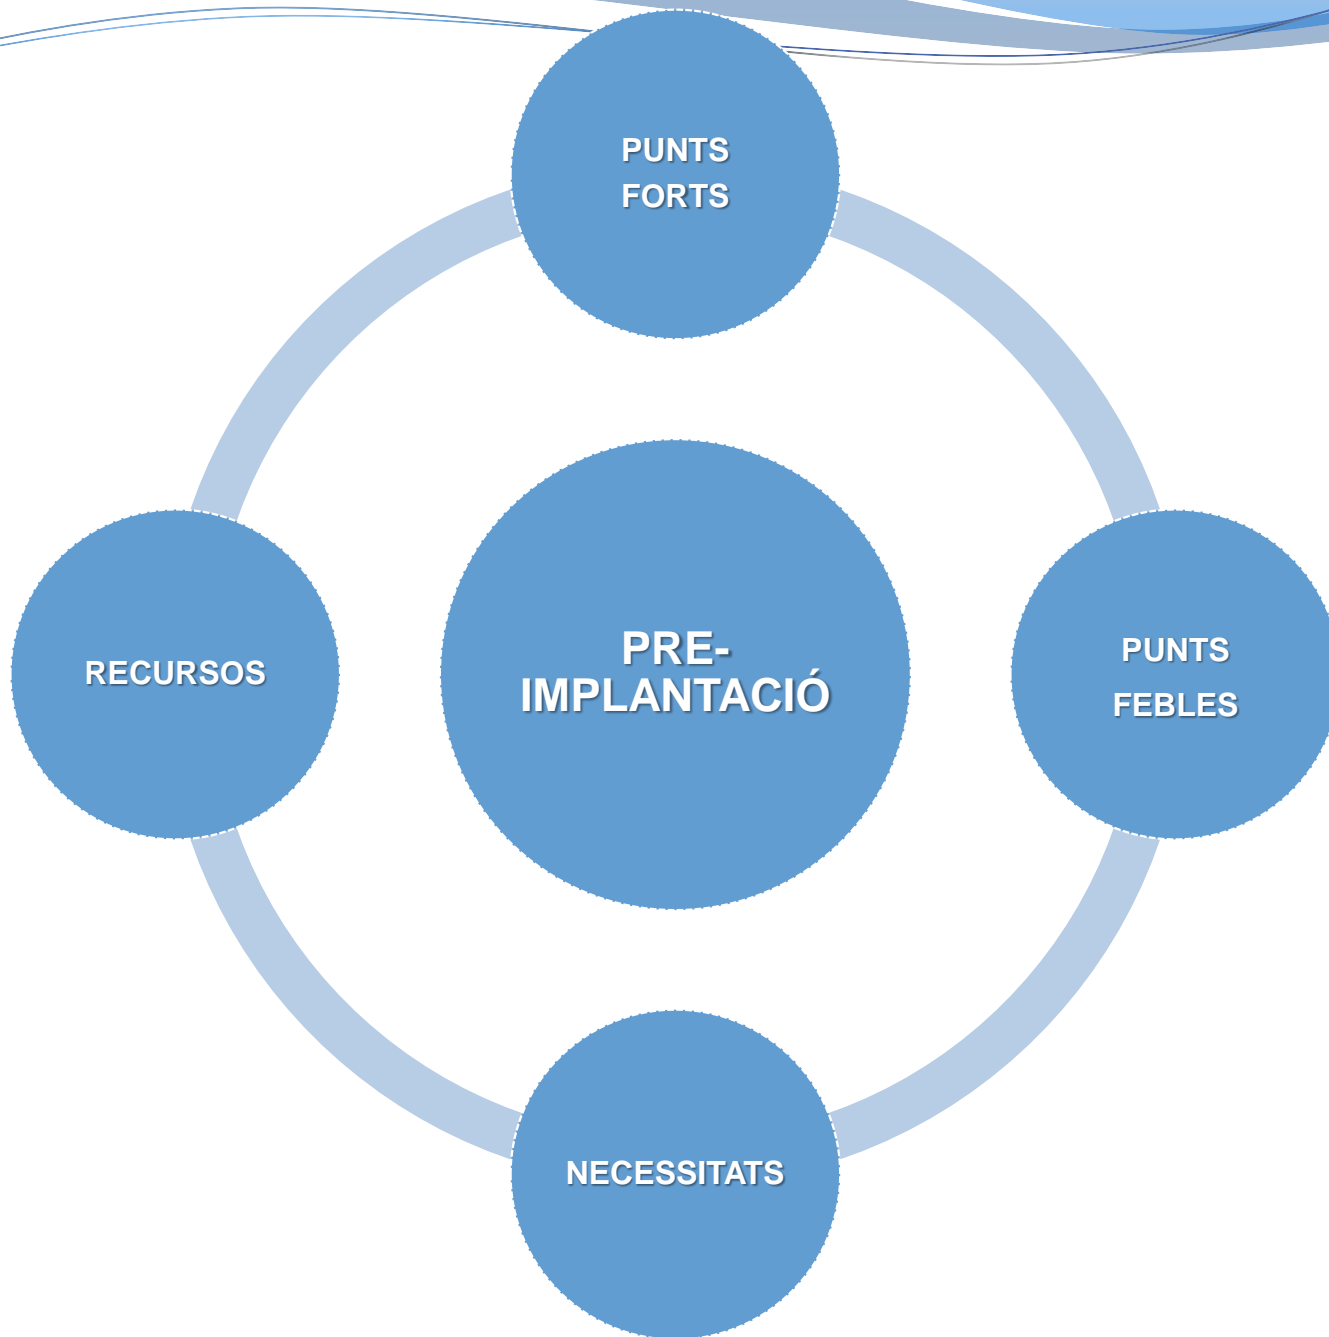 PUNTS
FORTS
RECURSOS
PRE-
IMPLANTACIÓ
PUNTS
FEBLES
NECESSITATS